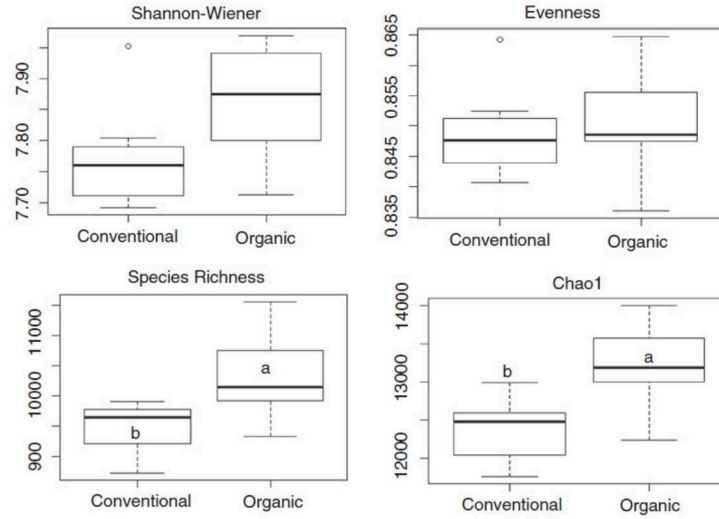 Shannon-Wiener
7.90
7.80
7.70
Conventional Organic
Evenness
0.865
0.855
0.845
0.835
Conventional Organic
Species Richness
11000
10000
900
a
b
Conventional Organic
Chao1
14000
13000
12000
b
a
Conventional Organic